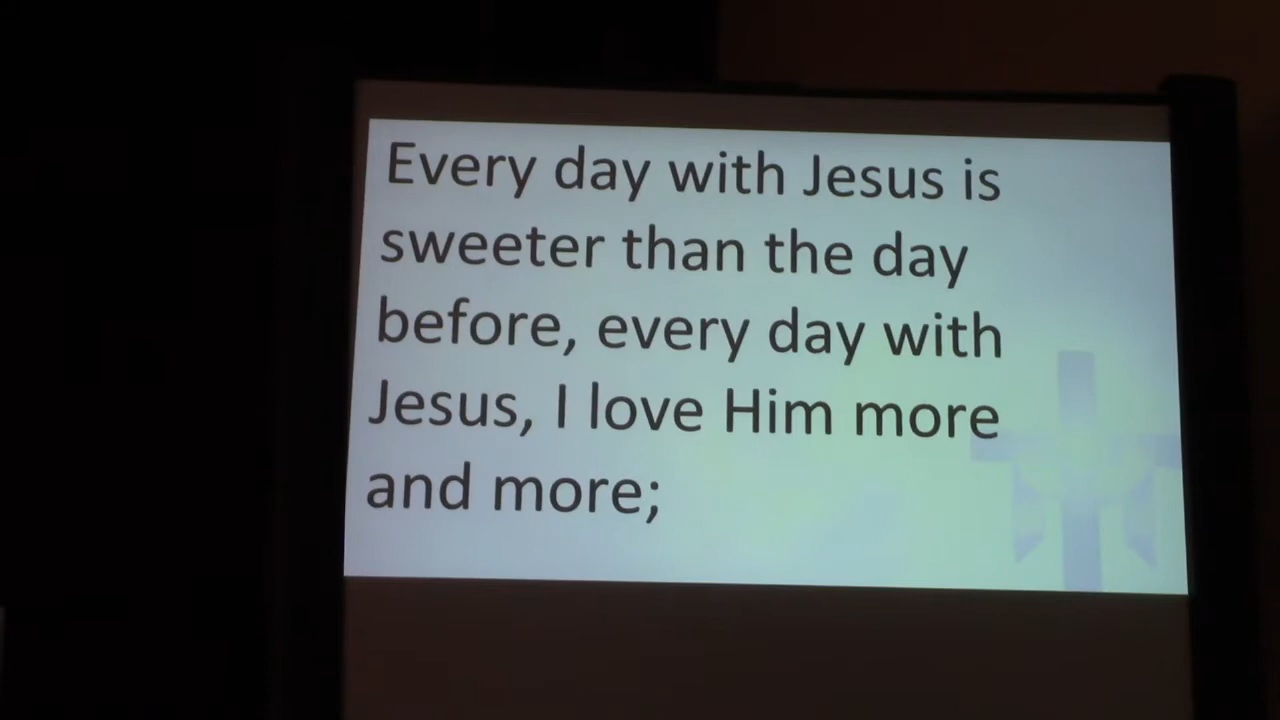 Every day with Jesus is
sweeter than the day
before, every day with
Jesus, I love Him more
and more;